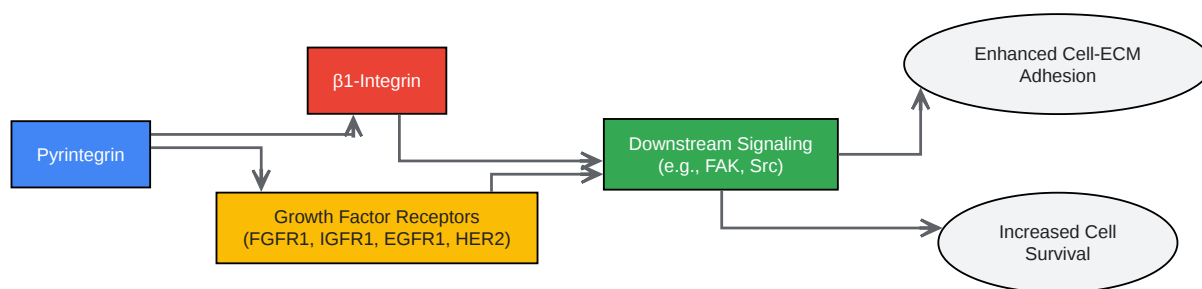 Pyrintegrin
β1-Integrin
Growth Factor Receptors
(FGFR1, IGFR1, EGFR1, HER2)
Downstream Signaling
(e.g., FAK, Src)
Enhanced Cell-ECM
Adhesion
Increased Cell
Survival